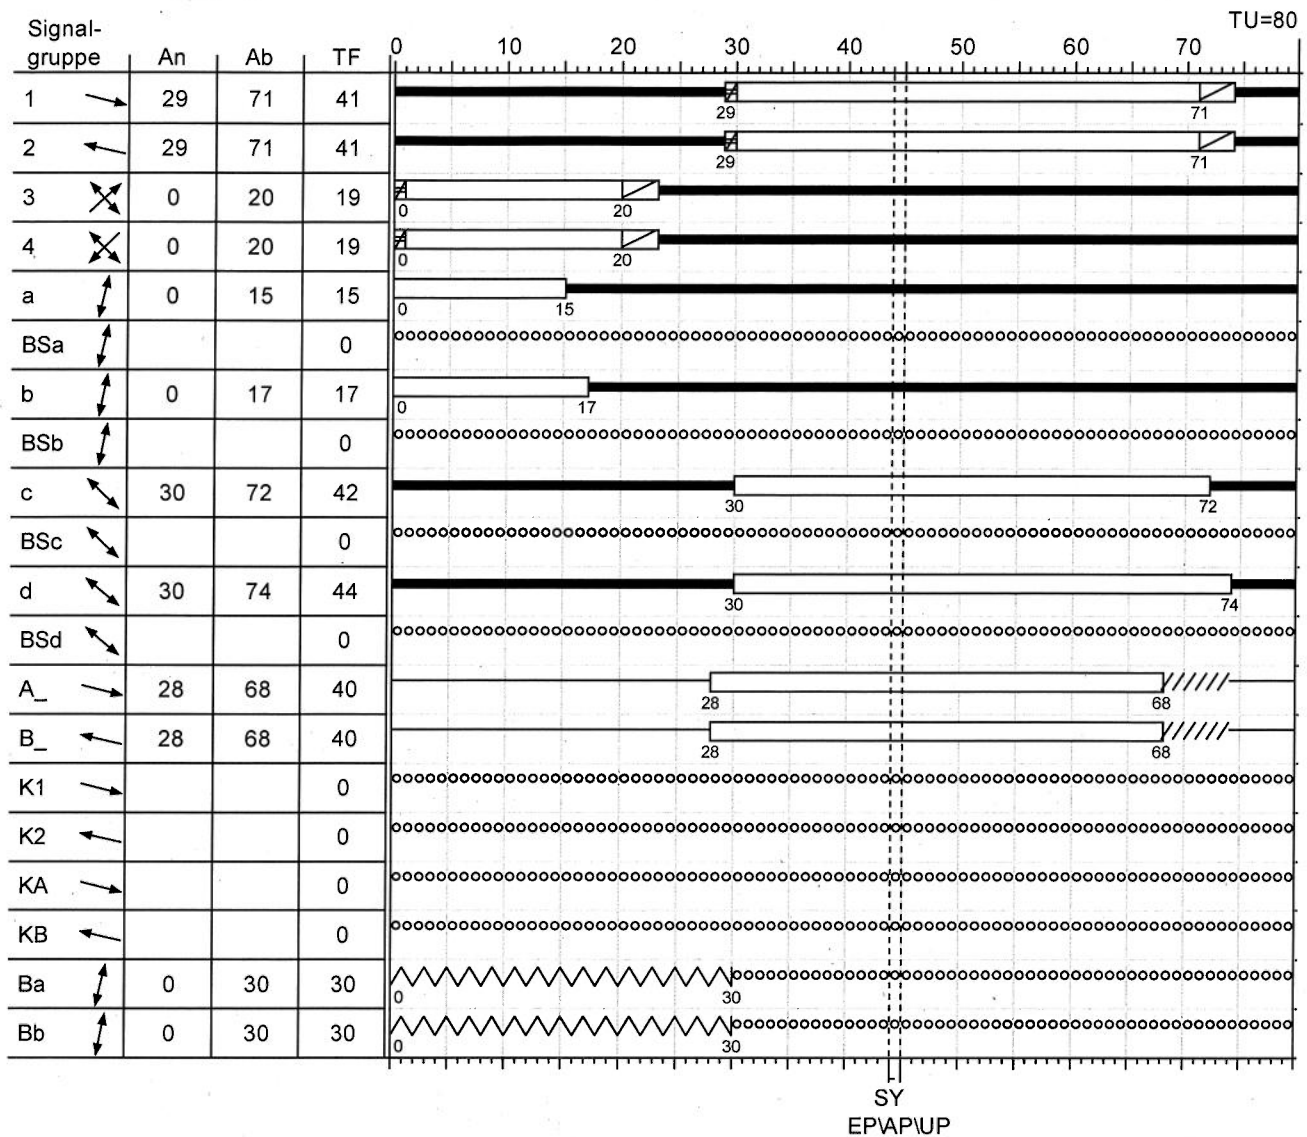 TU=80
Signal-
gruppe An Ab TF 0 10 20 30 40 50 60 70
1 29 71 41 29 71
2 29 71 41 29 71
3 0 20 19 0 20
4 0 20 19 0 20
a 0 15 15 0 15
BSa 0
b 0 17 17 0 17
BSb 0
c 30 72 42 30 72
BSc 0
d 30 74 44 30 74
BSd 0
A_ 28 68 40 28 68
B_ 28 68 40 28 68
K1 0
K2 0
KA 0
KB 0
Ba 0 30 30 0 30
Bb 0 30 30 0 30
SY
EP\AP\UP